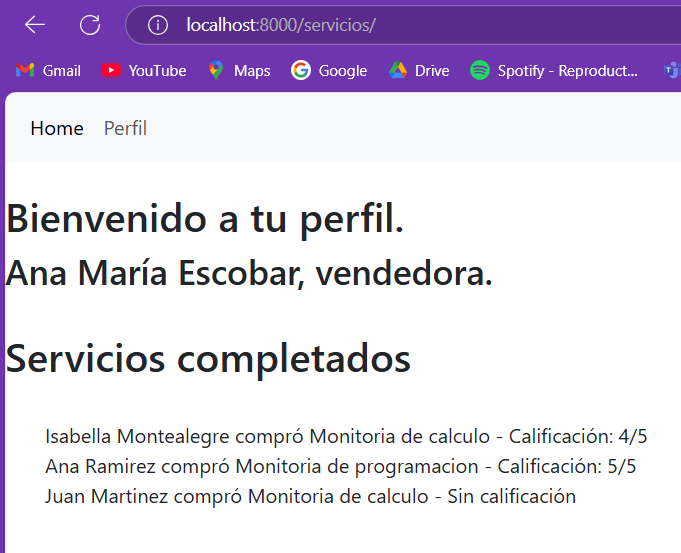 localhost:8000/servicios/
Gmail YouTube Maps Google Drive Spotify - Reproduct...
Home Perfil
Bienvenido a tu perfil.
Ana María Escobar, vendedora.
Servicios completados
Isabella Montealegre compró Monitoria de calculo - Calificación: 4/5
Ana Ramirez compró Monitoria de programacion - Calificación: 5/5
Juan Martinez compró Monitoria de calculo - Sin calificación